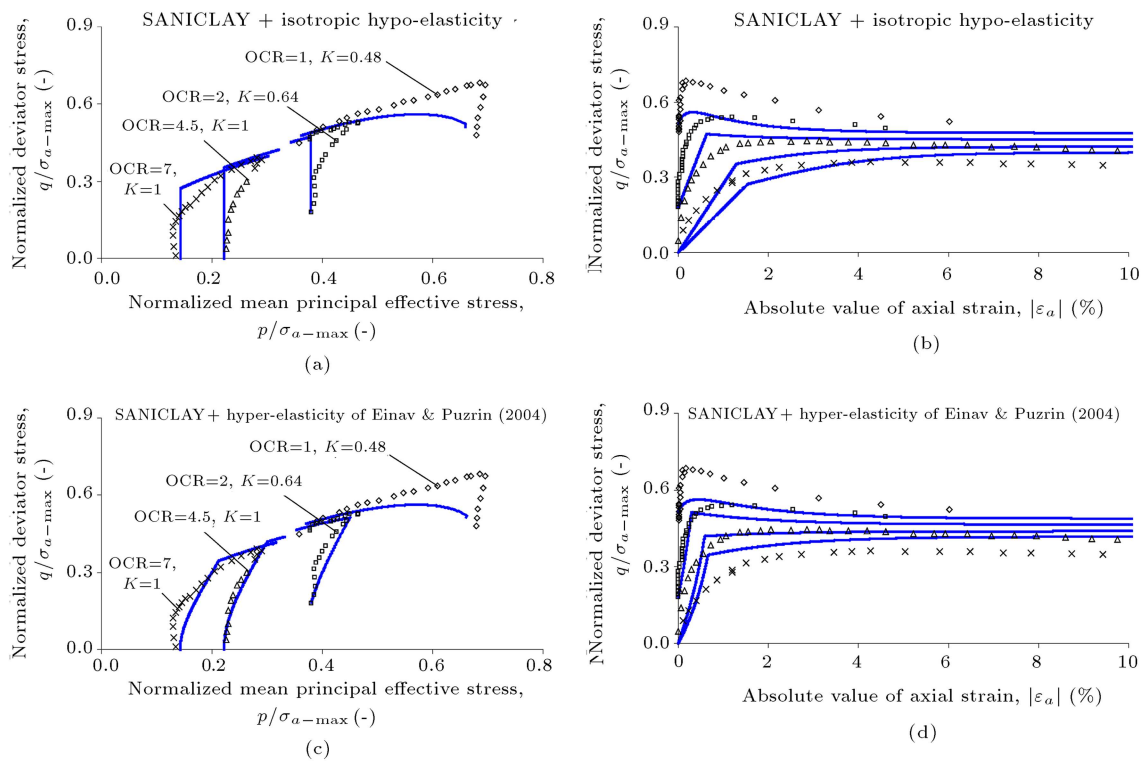 SANICLAY + isotropic hypo-elasticity
Normalized deviator stress,
q/σₐ₋ₘₐₓ (-)
0.9
0.6
0.3
0.0
OCR=1, K=0.48
OCR=2, K=0.64
OCR=4.5, K=1
OCR=7,
K=1
0 0.2 0.4 0.6 0.8
Normalized mean principal effective stress,
p/σₐ₋ₘₐₓ (-)
(a)
SANICLAY + isotropic hypo-elasticity
Normalized deviator stress,
q/σₐ₋ₘₐₓ (-)
0.9
0.6
0.3
0.0
0 2 4 6 8 10
Absolute value of axial strain, |εₐ| (%)
(b)
SANICLAY+ hyper-elasticity of Einav & Puzrin (2004)
Normalized deviator stress,
q/σₐ₋ₘₐₓ (-)
0.9
0.6
0.3
0.0
OCR=1, K=0.48
OCR=2, K=0.64
OCR=4.5, K=1
OCR=7,
K=1
0 0.2 0.4 0.6 0.8
Normalized mean principal effective stress,
p/σₐ₋ₘₐₓ (-)
(c)
SANICLAY+ hyper-elasticity of Einav & Puzrin (2004)
Normalized deviator stress,
q/σₐ₋ₘₐₓ (-)
0.9
0.6
0.3
0.0
0 2 4 6 8 10
Absolute value of axial strain, |εₐ| (%)
(d)